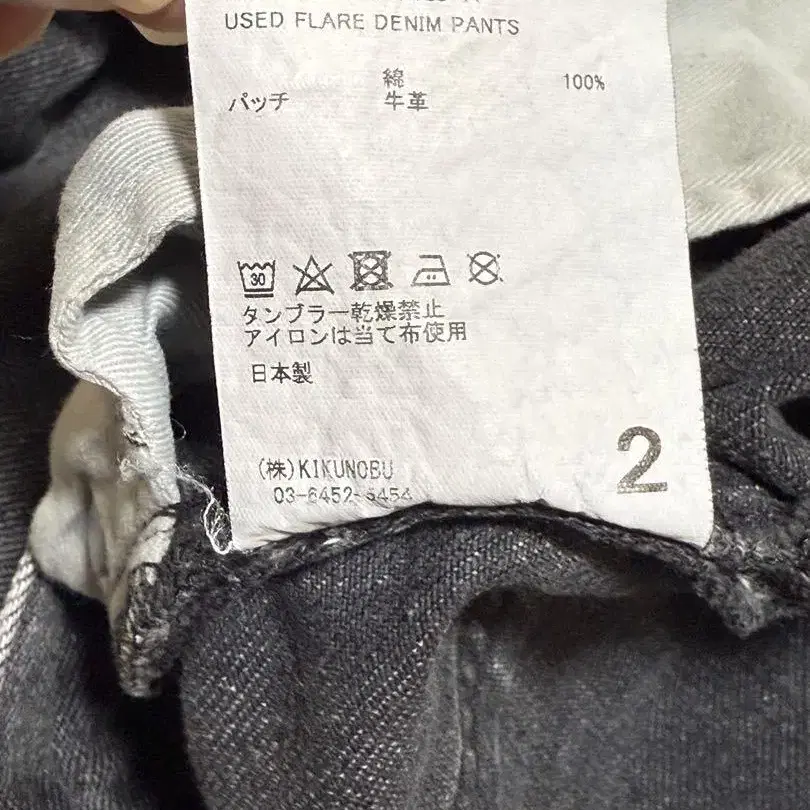 USED FLARE DENIM PANTS
綿 100%
パッチ 牛革
30
タンブラー乾燥禁止
アイロンは当て布使用
日本製
(株)KIKUNOBU
03-6452-5454
2